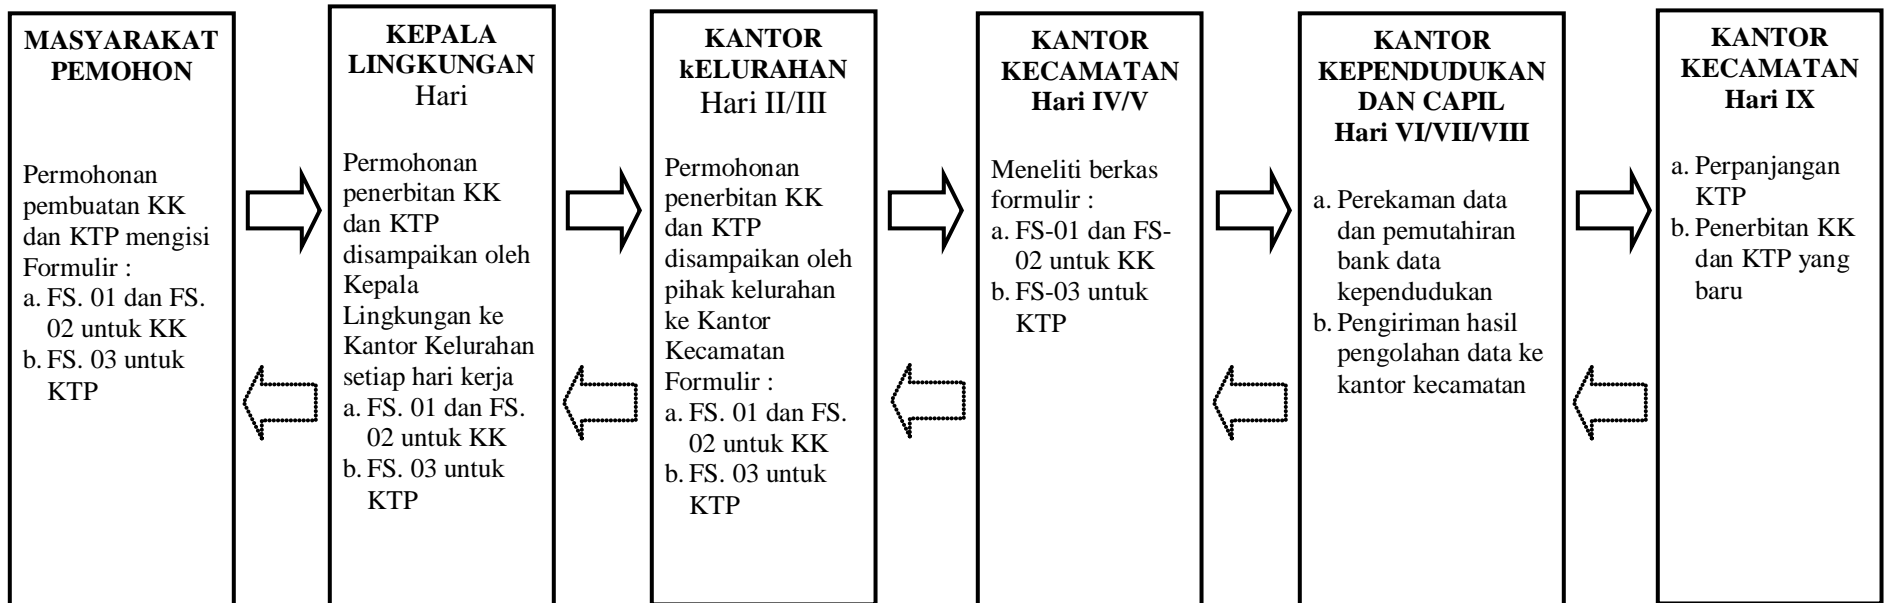 MASYARAKAT
PEMOHON
Permohonan
pembuatan KK
dan KTP mengisi
Formulir :
a. FS. 01 dan FS.
02 untuk KK
b. FS. 03 untuk
KTP
KEPALA
LINGKUNGAN
Hari
Permohonan
penerbitan KK
dan KTP
disampaikan oleh
Kepala
Lingkungan ke
Kantor Kelurahan
setiap hari kerja
a. FS. 01 dan FS.
02 untuk KK
b. FS. 03 untuk
KTP
KANTOR
kELURAHAN
Hari II/III
Permohonan
penerbitan KK
dan KTP
disampaikan oleh
pihak kelurahan
ke Kantor
Kecamatan
Formulir :
a. FS. 01 dan FS.
02 untuk KK
b. FS. 03 untuk
KTP
KANTOR
KECAMATAN
Hari IV/V
Meneliti berkas
formulir :
a. FS-01 dan FS-
02 untuk KK
b. FS-03 untuk
KTP
KANTOR
KEPENDUDUKAN
DAN CAPIL
Hari VI/VII/VIII
a. Perekaman data
dan pemutahiran
bank data
kependudukan
b. Pengiriman hasil
pengolahan data ke
kantor kecamatan
KANTOR
KECAMATAN
Hari IX
a. Perpanjangan
KTP
b. Penerbitan KK
dan KTP yang
baru